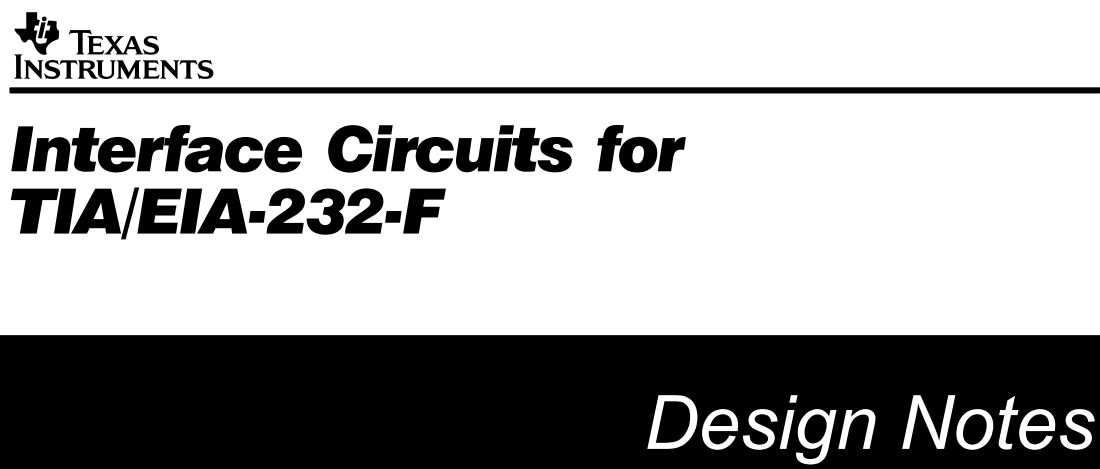 TEXAS
INSTRUMENTS
Interface Circuits for
TIA/EIA-232-F
Design Notes